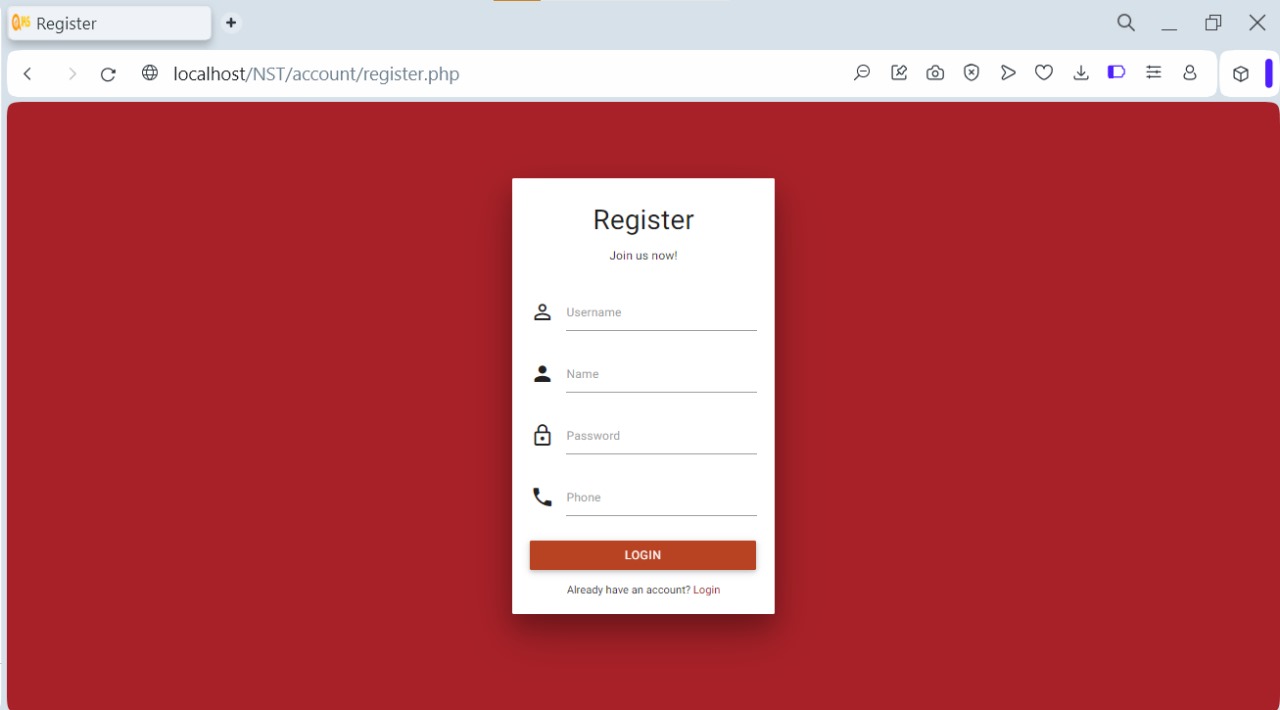 Register
localhost/NST/account/register.php
Register
Join us now!
Username
Name
Password
Phone
LOGIN
Already have an account? Login